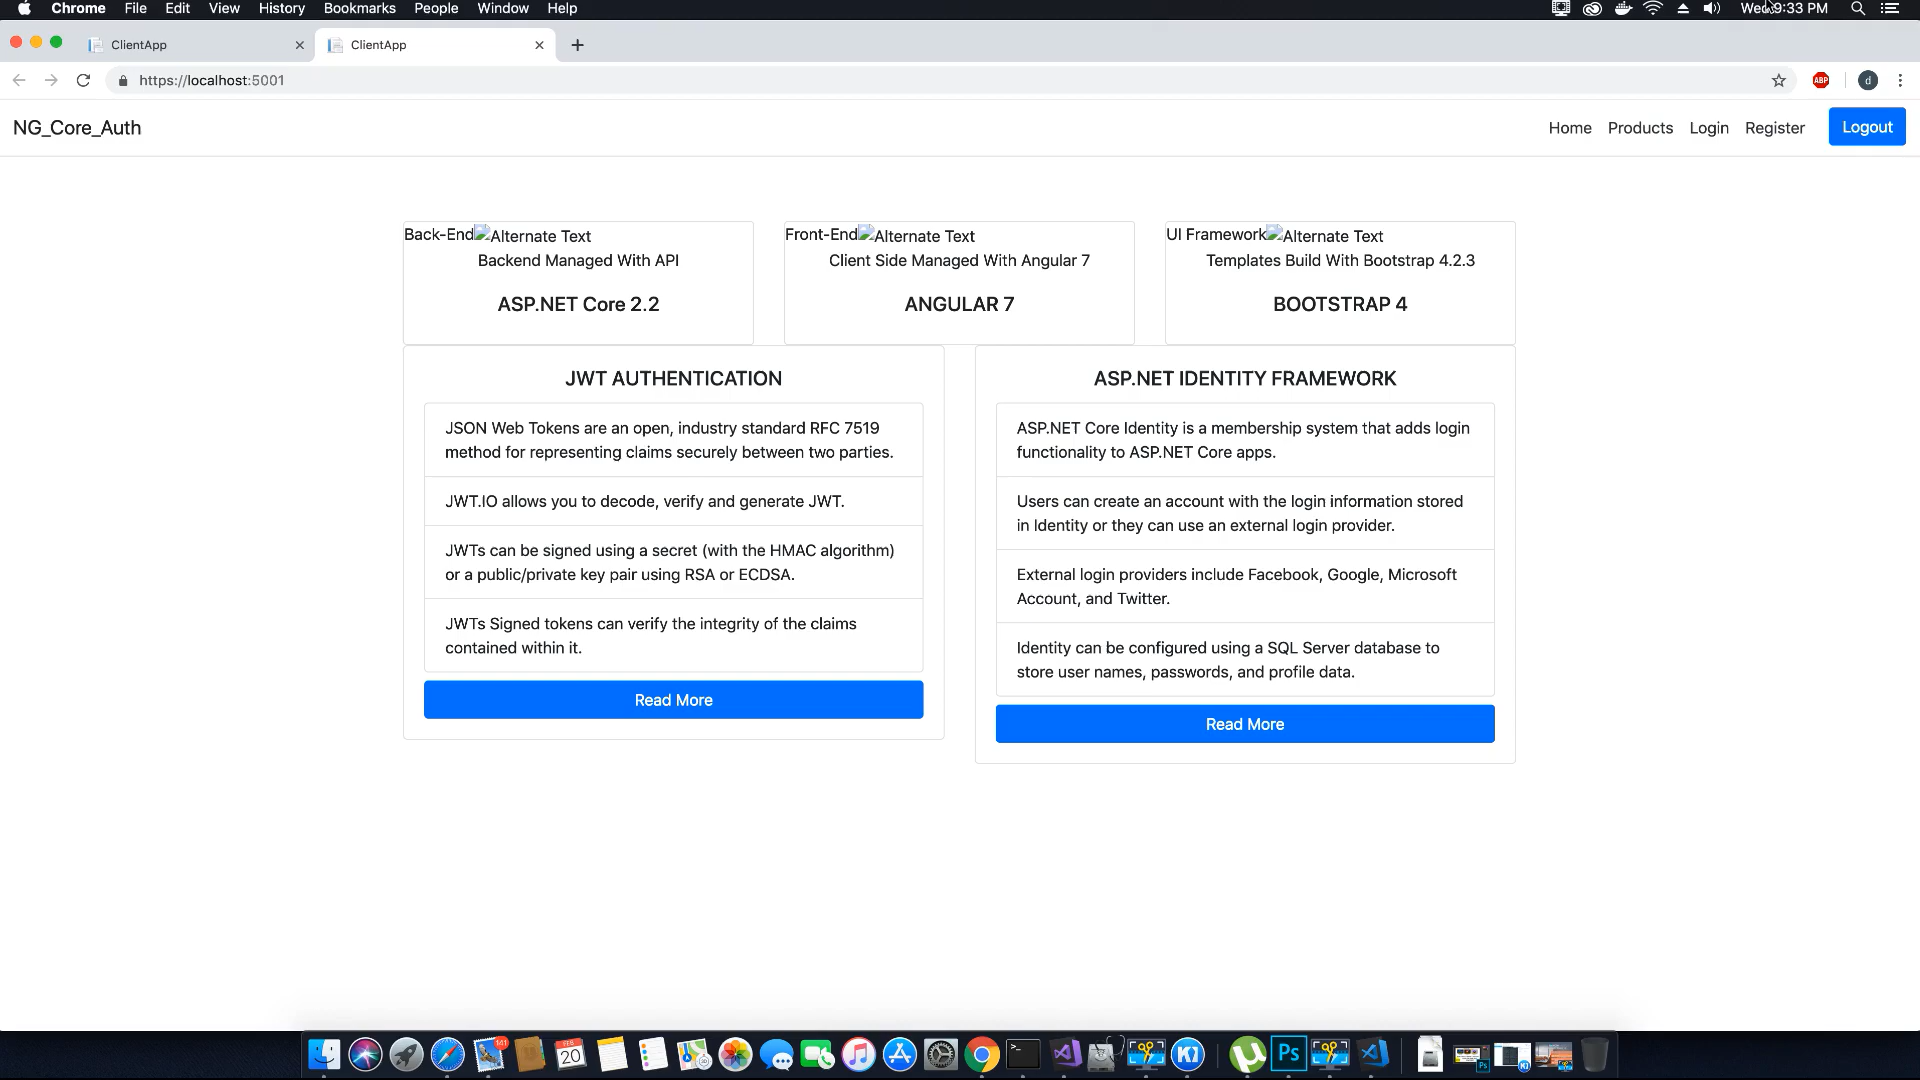 Chrome File Edit View History Bookmarks People Window Help
Wed 9:33 PM
ClientApp
ClientApp
https://localhost:5001
ABP
d
NG_Core_Auth
Home Products Login Register Logout
Back-End Alternate Text
Backend Managed With API
ASP.NET Core 2.2
Front-End Alternate Text
Client Side Managed With Angular 7
ANGULAR 7
UI Framework Alternate Text
Templates Build With Bootstrap 4.2.3
BOOTSTRAP 4
JWT AUTHENTICATION
JSON Web Tokens are an open, industry standard RFC 7519
method for representing claims securely between two parties.
JWT.IO allows you to decode, verify and generate JWT.
JWTs can be signed using a secret (with the HMAC algorithm)
or a public/private key pair using RSA or ECDSA.
JWTs Signed tokens can verify the integrity of the claims
contained within it.
Read More
ASP.NET IDENTITY FRAMEWORK
ASP.NET Core Identity is a membership system that adds login
functionality to ASP.NET Core apps.
Users can create an account with the login information stored
in Identity or they can use an external login provider.
External login providers include Facebook, Google, Microsoft
Account, and Twitter.
Identity can be configured using a SQL Server database to
store user names, passwords, and profile data.
Read More
141
FEB
20
Ps